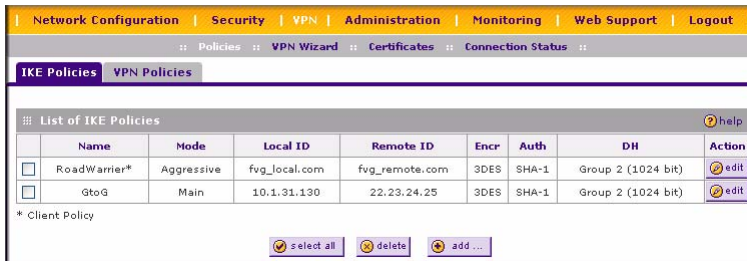 Network Configuration | Security | VPN | Administration | Monitoring | Web Support | Logout
:: Policies :: VPN Wizard :: Certificates :: Connection Status ::
IKE Policies VPN Policies
List of IKE Policies help
Name Mode Local ID Remote ID Encr Auth DH Action
RoadWarrier* Aggressive fvg_local.com fvg_remote.com 3DES SHA-1 Group 2 (1024 bit) edit
GtoG Main 10.1.31.130 22.23.24.25 3DES SHA-1 Group 2 (1024 bit) edit
* Client Policy
select all delete add ...